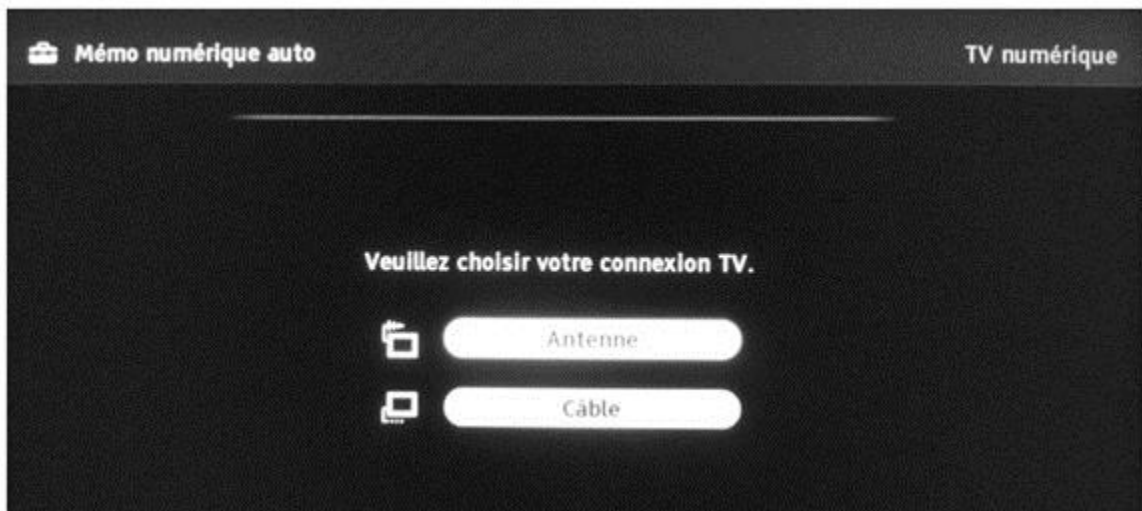 Mémo numérique auto
TV numérique
Veuillez choisir votre connexion TV.
Antenne
Câble